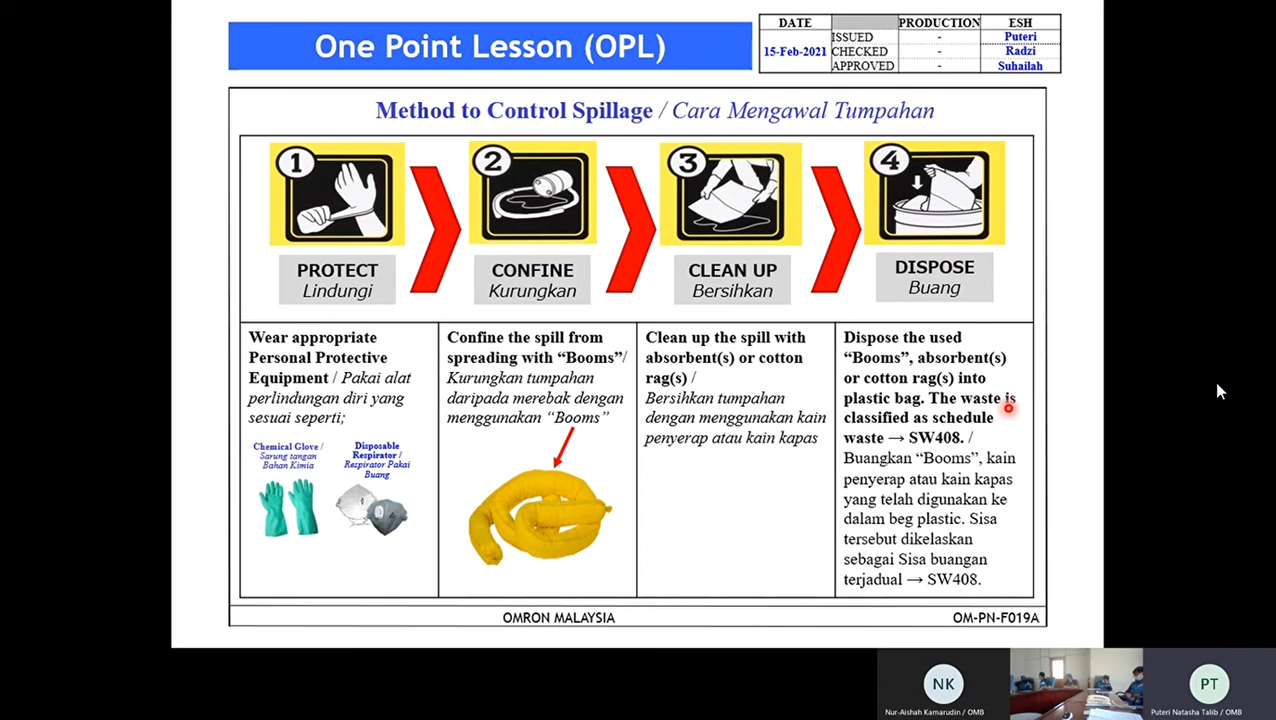 One Point Lesson (OPL)
DATE PRODUCTION ESH
15-Feb-2021
ISSUED - Puteri
CHECKED - Radzi
APPROVED - Suhailah
Method to Control Spillage / Cara Mengawal Tumpahan
1
2
3
4
PROTECT
Lindungi
CONFINE
Kurungkan
CLEAN UP
Bersihkan
DISPOSE
Buang
Wear appropriate
Personal Protective
Equipment / Pakai alat
perlindungan diri yang
sesuai seperti;
Chemical Glove /
Sarung tangan
Bahan Kimia
Disposable
Respirator /
Respirator Pakai
Buang
Confine the spill from
spreading with “Booms”/
Kurungkan tumpahan
daripada merebak dengan
menggunakan “Booms”
Clean up the spill with
absorbent(s) or cotton
rag(s) /
Bersihkan tumpahan
dengan menggunakan kain
penyerap atau kain kapas
Dispose the used
“Booms”, absorbent(s)
or cotton rag(s) into
plastic bag. The waste is
classified as schedule
waste → SW408. /
Buangkan “Booms”, kain
penyerap atau kain kapas
yang telah digunakan ke
dalam beg plastic. Sisa
tersebut dikelaskan
sebagai Sisa buangan
terjadual → SW408.
OMRON MALAYSIA
OM-PN-F019A
NK
Nur-Aishah Kamarudin / OMB
PT
Puteri Natasha Talib / OMB